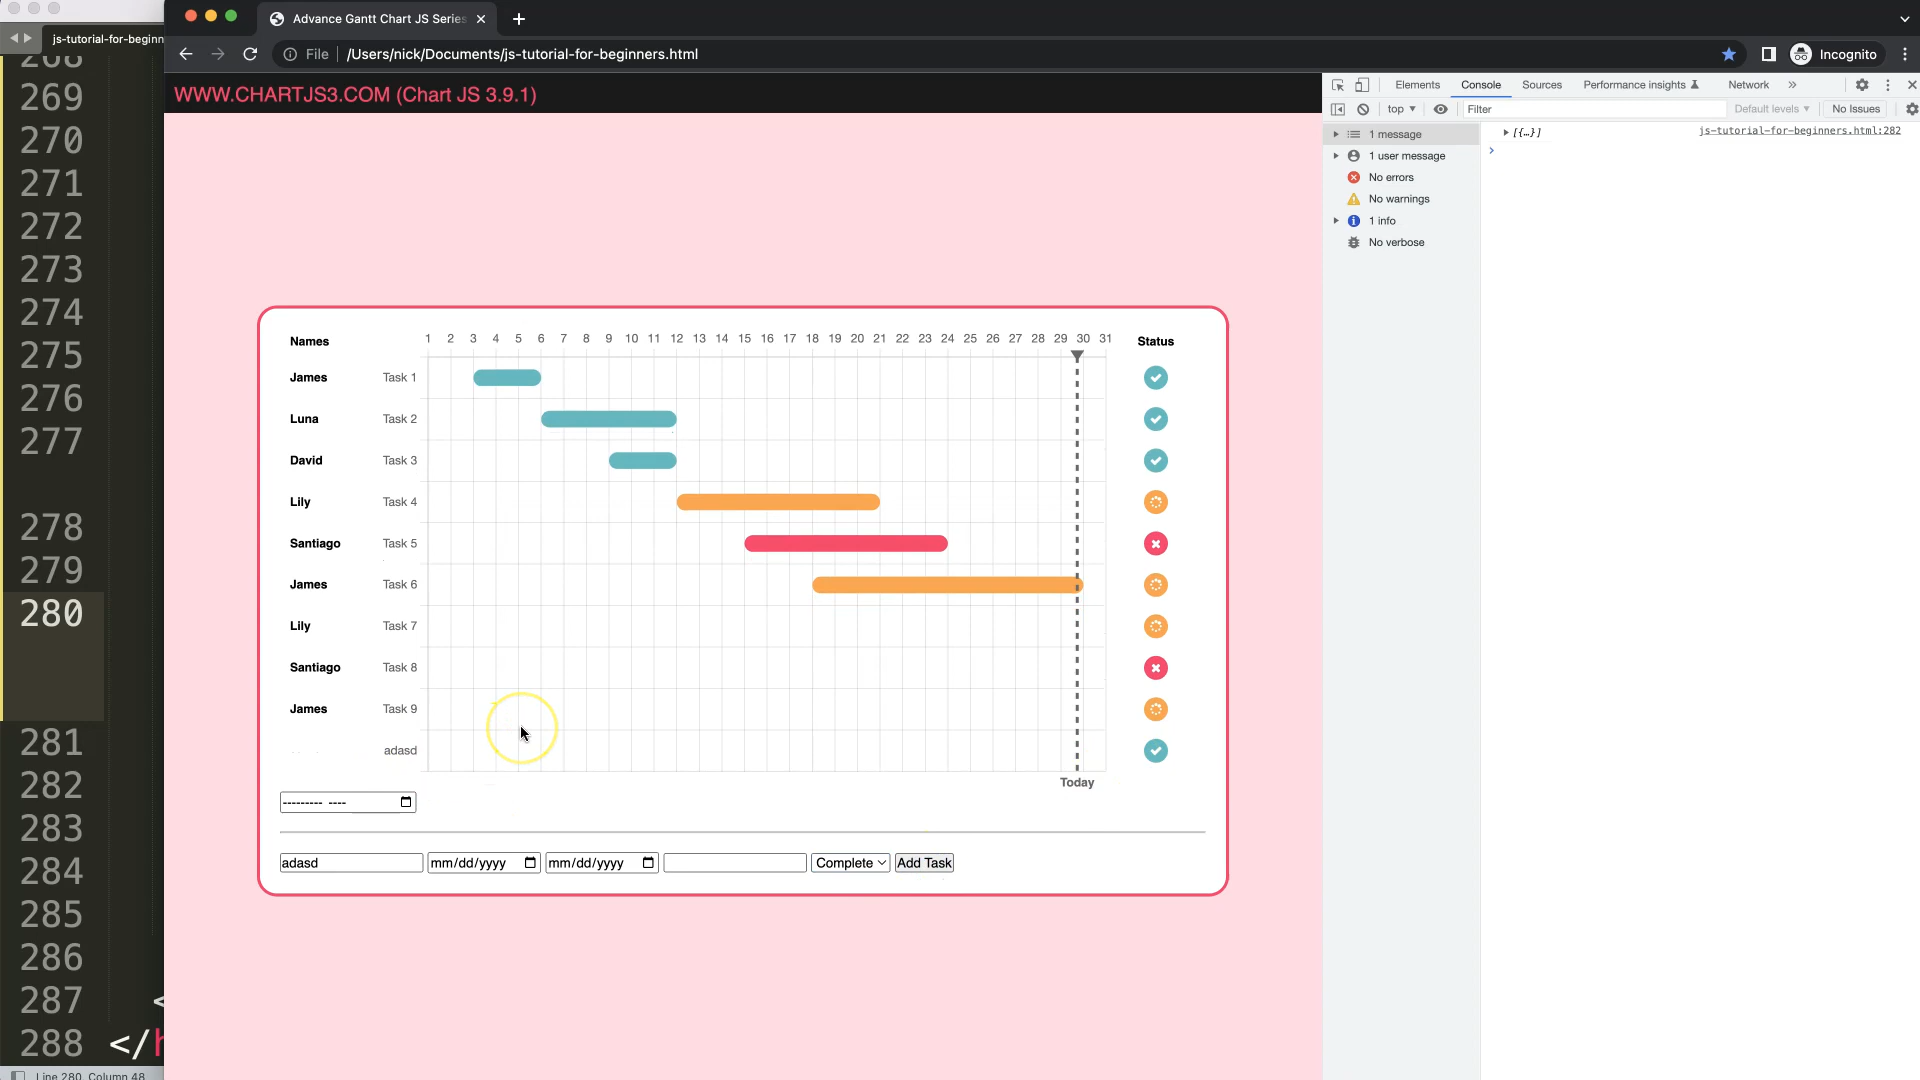 Advance Gantt Chart JS Series
js-tutorial-for-beginn
File /Users/nick/Documents/js-tutorial-for-beginners.html
Incognito
WWW.CHARTJS3.COM (Chart JS 3.9.1)
Elements Console Sources Performance insights Network
top Filter Default levels No Issues
1 message
1 user message
No errors
No warnings
1 info
No verbose
[{…}] js-tutorial-for-beginners.html:282
268
269
270
271
272
273
274
275
276
277
278
279
280
281
282
283
284
285
286
287 <
288 </h
Line 280, Column 48
Names 1 2 3 4 5 6 7 8 9 10 11 12 13 14 15 16 17 18 19 20 21 22 23 24 25 26 27 28 29 30 31 Status
James Task 1
Luna Task 2
David Task 3
Lily Task 4
Santiago Task 5
James Task 6
Lily Task 7
Santiago Task 8
James Task 9
adasd
Today
--------- ----
adasd mm/dd/yyyy mm/dd/yyyy Complete Add Task